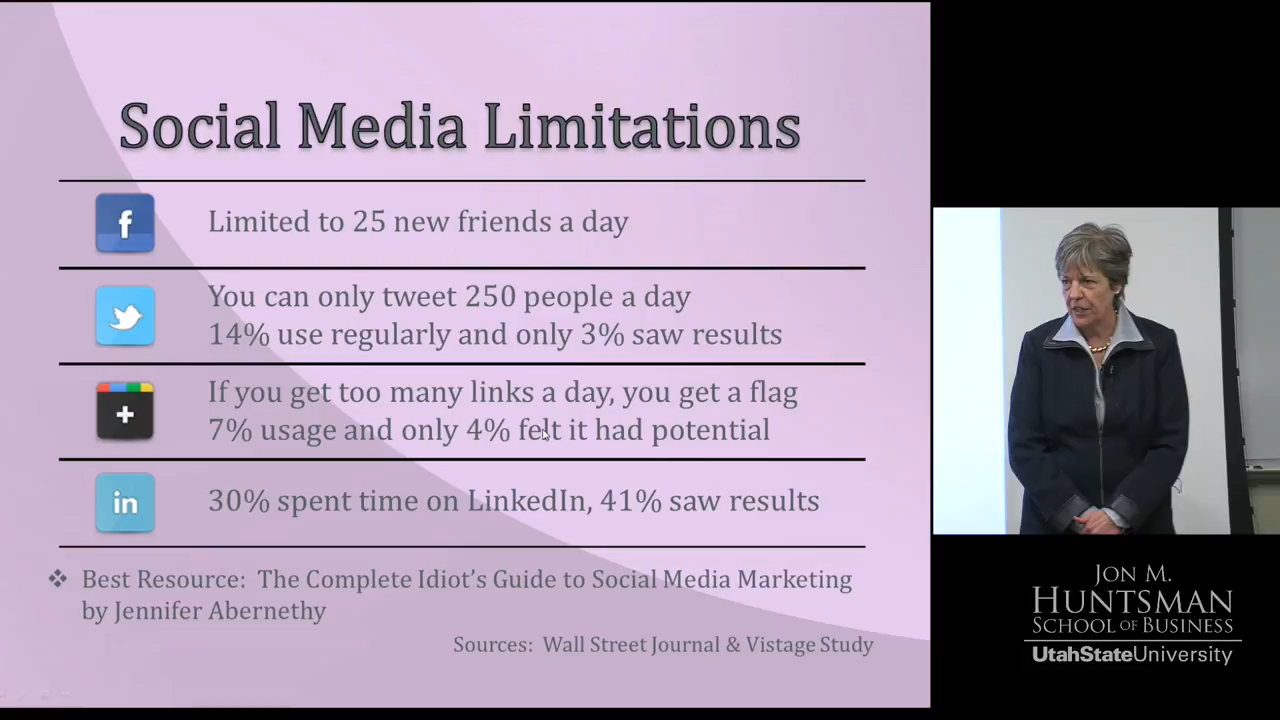 Social Media Limitations
f
Limited to 25 new friends a day
You can only tweet 250 people a day
14% use regularly and only 3% saw results
+
If you get too many links a day, you get a flag
7% usage and only 4% felt it had potential
in
30% spent time on LinkedIn, 41% saw results
❖ Best Resource: The Complete Idiot's Guide to Social Media Marketing
by Jennifer Abernethy
Sources: Wall Street Journal & Vistage Study
JON M.
HUNTSMAN
SCHOOL OF BUSINESS
UtahStateUniversity